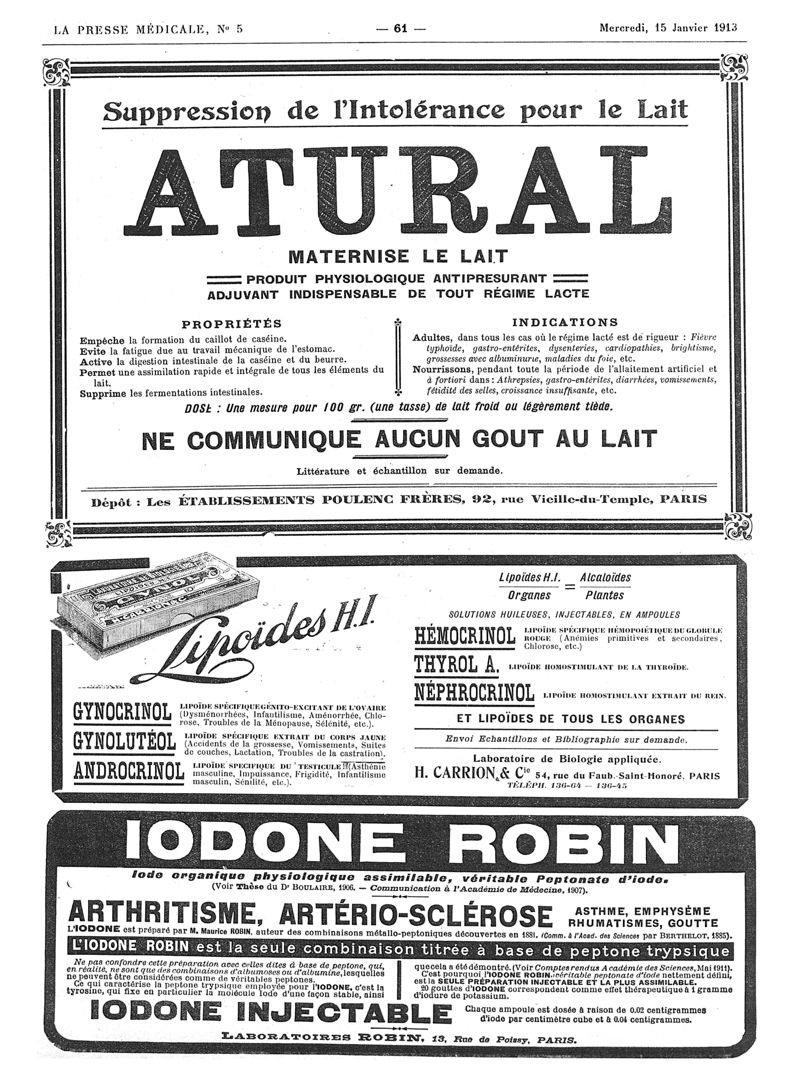 LA PRESSE MÉDICALE, No 5
— 61 —
Mercredi, 15 Janvier 1913
Suppression de l'Intolérance pour le Lait
ATURAL
MATERNISE LE LAIT
PRODUIT PHYSIOLOGIQUE ANTIPRESURANT
ADJUVANT INDISPENSABLE DE TOUT RÉGIME LACTE
PROPRIÉTÉS
Empêche la formation du caillot de caséine.
Evite la fatigue due au travail mécanique de l'estomac.
Active la digestion intestinale de la caséine et du beurre.
Permet une assimilation rapide et intégrale de tous les éléments du
lait.
Supprime les fermentations intestinales.
INDICATIONS
Adultes, dans tous les cas où le régime lacté est de rigueur : Fièvre
typhoïde, gastro-entérites, dysenteries, cardiopathies, brightisme,
grossesses avec albuminurie, maladies du foie, etc.
Nourrissons, pendant toute la période de l'allaitement artificiel et
à fortiori dans : Athrepsies, gastro-entérites, diarrhées, vomissements,
fétidité des selles, croissance insuffisante, etc.
DOSE : Une mesure pour 100 gr. (une tasse) de lait froid ou légèrement tiède.
NE COMMUNIQUE AUCUN GOUT AU LAIT
Littérature et échantillon sur demande.
Dépôt : Les ÉTABLISSEMENTS POULENC FRÈRES, 92, rue Vieille-du-Temple, PARIS
Lipoïdes H.I.
GYNOCRINOL LIPOÏDE SPÉCIFIQUE GÉNITO-EXCITANT DE L'OVAIRE
(Dysménorrhées, Infantilisme, Aménorrhée, Chlo-
rose, Troubles de la Ménopause, Sélénité, etc.).
GYNOLUTÉOL LIPOÏDE SPÉCIFIQUE EXTRAIT DU CORPS JAUNE
(Accidents de la grossesse, Vomissements, Suites
de couches, Lactation, Troubles de la castration).
ANDROCRINOL LIPOÏDE SPECIFIQUE DU TESTICULE (Asthénie
masculine, Impuissance, Frigidité, Infantilisme
masculin, Sénilité, etc.).
Lipoïdes H.I. = Alcaloïdes
Organes Plantes
SOLUTIONS HUILEUSES, INJECTABLES, EN AMPOULES
HÉMOCRINOL LIPOÏDE SPÉCIFIQUE HÉMOPOIÉTIQUE DU GLOBULE
ROUGE (Anémies primitives et secondaires,
Chlorose, etc.)
THYROL A. LIPOÏDE HOMOSTIMULANT DE LA THYROÏDE.
NÉPHROCRINOL LIPOÏDE HOMOSTIMULANT EXTRAIT DU REIN.
ET LIPOÏDES DE TOUS LES ORGANES
Envoi Echantillons et Bibliographie sur demande.
Laboratoire de Biologie appliquée.
H. CARRION & Cie 54, rue du Faub.-Saint-Honoré, PARIS
TÉLÉPH. 136-64 — 136-45
IODONE ROBIN
Iode organique physiologique assimilable, véritable Peptonate d'iode.
(Voir Thèse du Dr BOULAIRE, 1906. — Communication à l'Académie de Médecine, 1907).
ARTHRITISME, ARTÉRIO-SCLÉROSE ASTHME, EMPHYSÈME
RHUMATISMES, GOUTTE
L'IODONE est préparé par M. Maurice ROBIN, auteur des combinaisons métallo-peptoniques découvertes en 1881. (Comm. à l'Acad. des Sciences par BERTHELOT, 1885).
L'IODONE ROBIN est la seule combinaison titrée à base de peptone trypsique
Ne pas confondre cette préparation avec celles dites à base de peptone, qui,
en réalité, ne sont que des combinaisons d'albumoses ou d'albumine, lesquelles
ne peuvent être considérées comme de véritables peptones.
Ce qui caractérise la peptone trypsique employée pour l'IODONE, c'est la
tyrosine, qui fixe en particulier la molécule Iode d'une façon stable, ainsi
que cela a été démontré. (Voir Comptes rendus Académie des Sciences, Mai 1911).
C'est pourquoi l'IODONE ROBIN, véritable peptonate d'iode nettement défini,
est la SEULE PRÉPARATION INJECTABLE ET LA PLUS ASSIMILABLE.
20 gouttes d'IODONE correspondent comme effet thérapeutique à 1 gramme
d'iodure de potassium.
IODONE INJECTABLE Chaque ampoule est dosée à raison de 0.02 centigrammes
d'iode par centimètre cube et à 0.04 centigrammes.
LABORATOIRES ROBIN, 13, Rue de Poissy, PARIS.